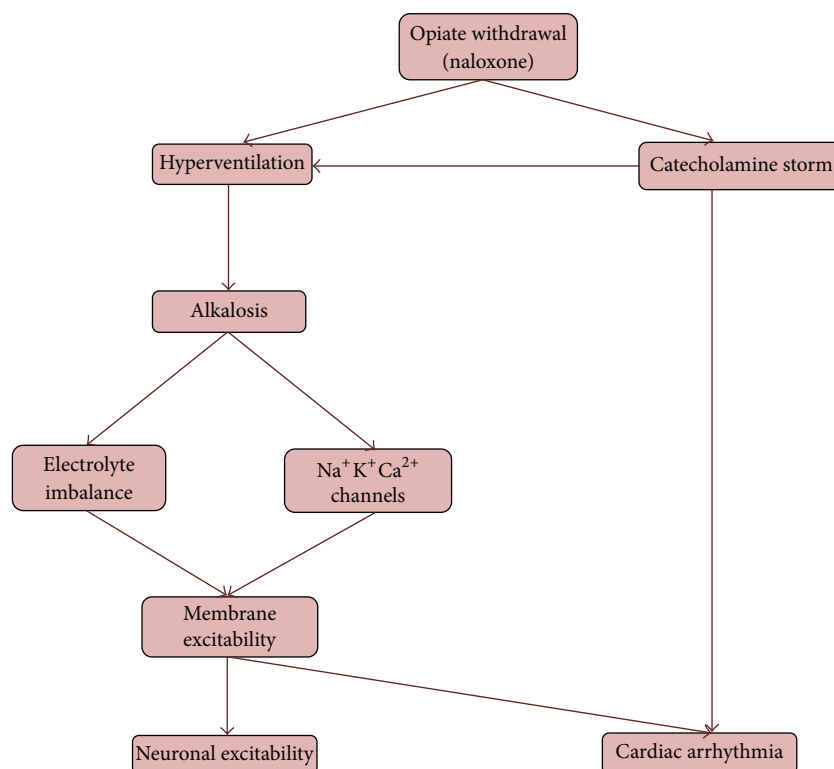 Opiate withdrawal
(naloxone)
Hyperventilation
Catecholamine storm
Alkalosis
Electrolyte
imbalance
Na⁺K⁺Ca²⁺
channels
Membrane
excitability
Neuronal excitability
Cardiac arrhythmia